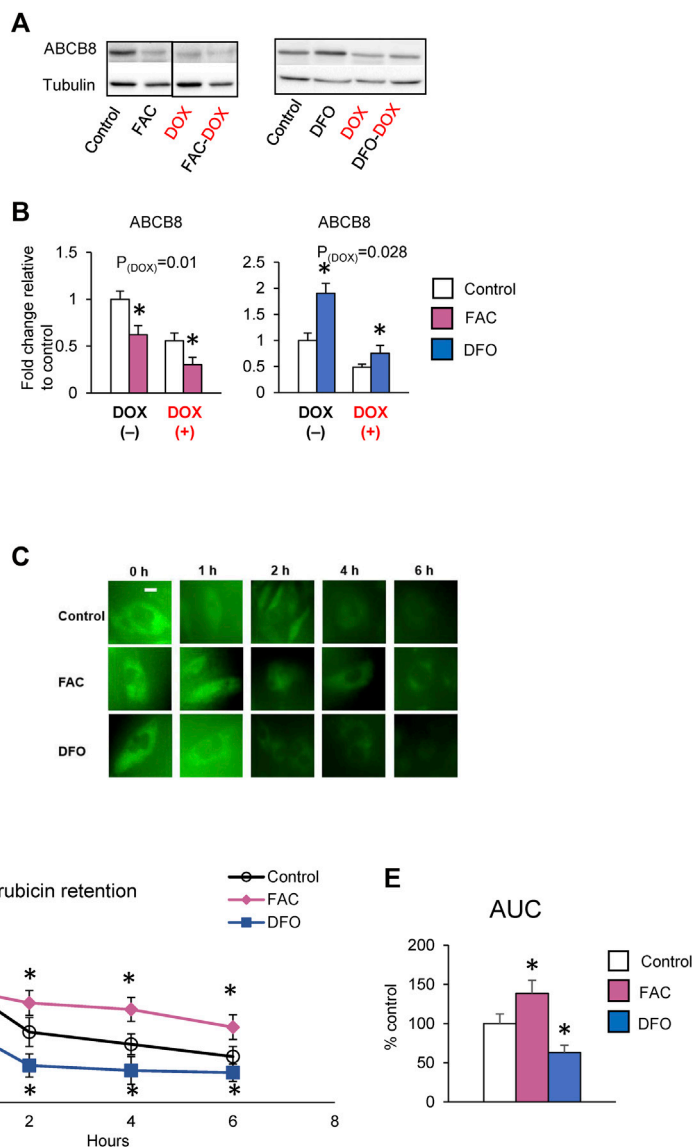 A
ABCB8
Tubulin
Control
FAC
DOX
FAC-DOX
Control
DFO
DOX
DFO-DOX
B
ABCB8
ABCB8
Fold change relative
to control
1.5
1
0.5
0
P(DOX)=0.01
*
*
DOX
(–)
DOX
(+)
2.5
2
1.5
1
0.5
0
P(DOX)=0.028
*
*
DOX
(–)
DOX
(+)
Control
FAC
DFO
C
0 h 1 h 2 h 4 h 6 h
Control
FAC
DFO
rubicin retention
Control
FAC
DFO
* * *
* * *
2 4 6 8
Hours
E
AUC
% control
200
150
100
50
0
*
*
Control
FAC
DFO